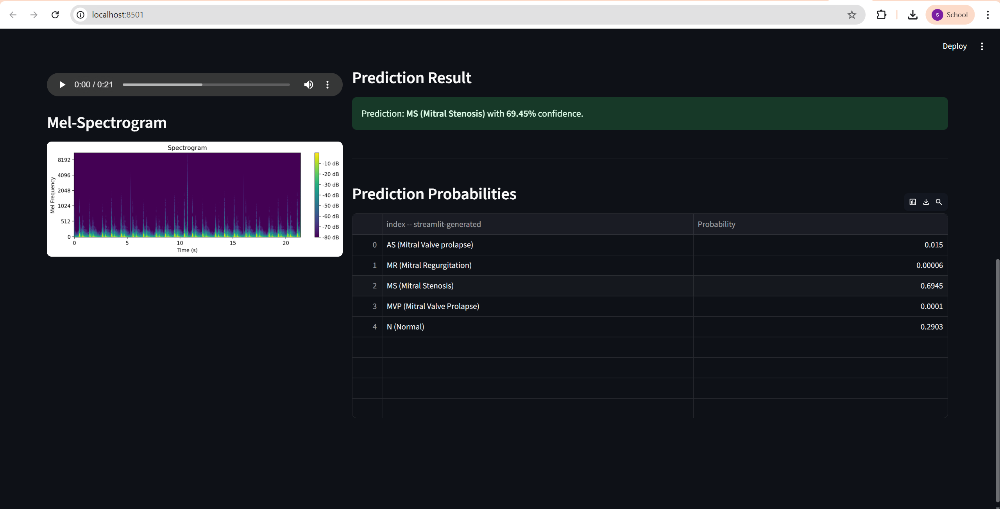 localhost:8501
S School
Deploy
0:00 / 0:21
Mel-Spectrogram
Spectrogram
Mel Frequency
8192
4096
2048
1024
512
0
0 5 10 15 20
Time (s)
-10 dB
-20 dB
-30 dB
-40 dB
-50 dB
-60 dB
-70 dB
-80 dB
Prediction Result
Prediction: MS (Mitral Stenosis) with 69.45% confidence.
Prediction Probabilities
index -- streamlit-generated Probability
0 AS (Mitral Valve prolapse) 0.015
1 MR (Mitral Regurgitation) 0.00006
2 MS (Mitral Stenosis) 0.6945
3 MVP (Mitral Valve Prolapse) 0.0001
4 N (Normal) 0.2903